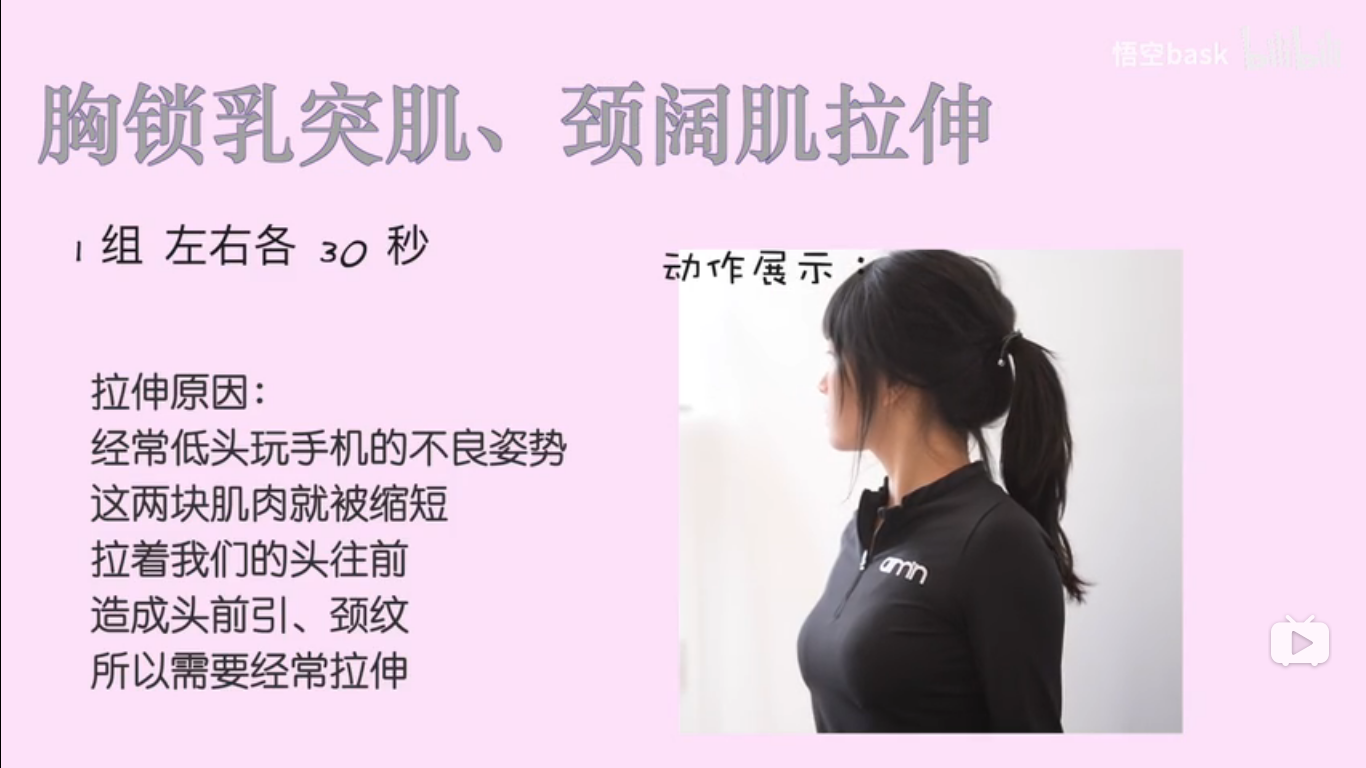 悟空bask bilibili
胸锁乳突肌、颈阔肌拉伸
1 组 左右各 30 秒
动作展示：
拉伸原因：
经常低头玩手机的不良姿势
这两块肌肉就被缩短
拉着我们的头往前
造成头前引、颈纹
所以需要经常拉伸
amin